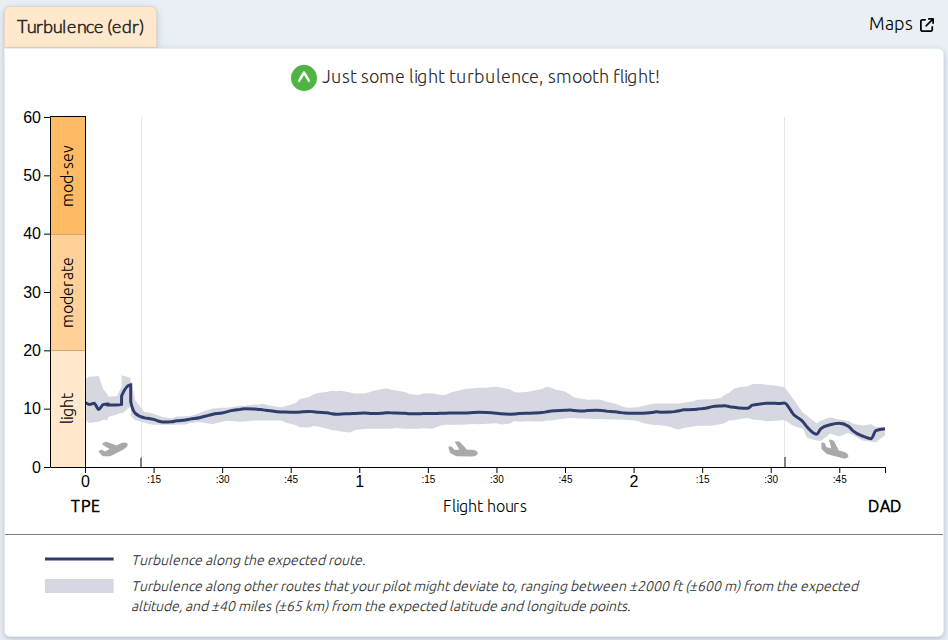 Turbulence (edr)
Maps
Just some light turbulence, smooth flight!
60
50
40
30
20
10
0
mod-sev
moderate
light
0 :15 :30 :45 1 :15 :30 :45 2 :15 :30 :45
TPE Flight hours DAD
Turbulence along the expected route.
Turbulence along other routes that your pilot might deviate to, ranging between ±2000 ft (±600 m) from the expected
altitude, and ±40 miles (±65 km) from the expected latitude and longitude points.